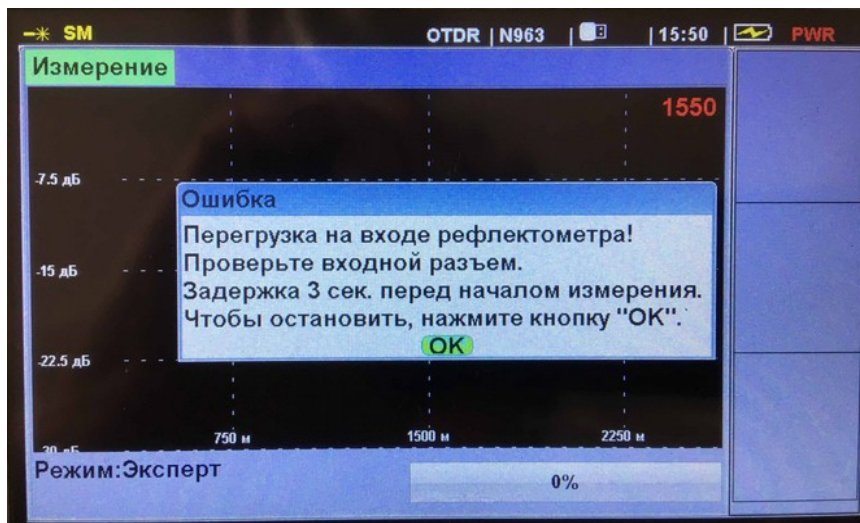 SM OTDR | N963 | | 15:50 | PWR
Измерение
1550
-7.5 дБ
Ошибка
Перегрузка на входе рефлектометра!
Проверьте входной разъем.
-15 дБ
Задержка 3 сек. перед началом измерения.
Чтобы остановить, нажмите кнопку "OK".
OK
-22.5 дБ
750 м 1500 м 2250 м
-30 дБ
Режим:Эксперт
0%